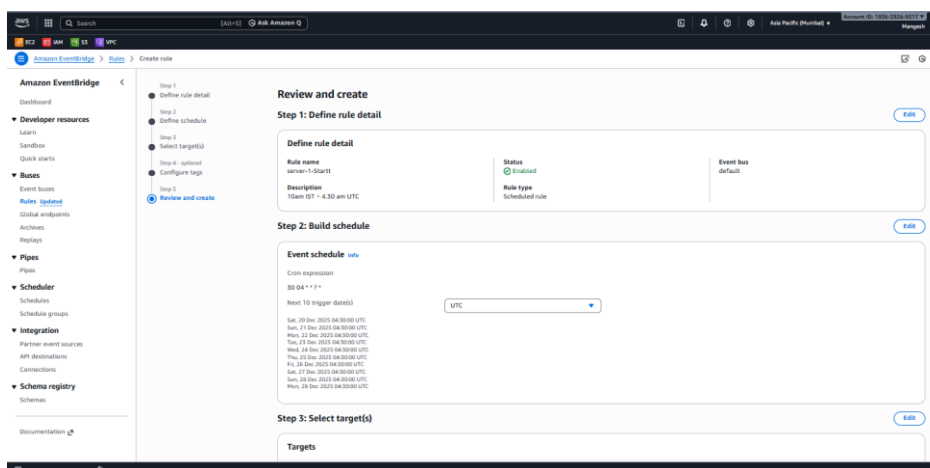 aws
Search
[Alt+S]
Ask Amazon Q
Asia Pacific (Mumbai)
Mangesh
EC2
IAM
S3
VPC
Amazon EventBridge > Rules > Create rule
Amazon EventBridge
Dashboard
Developer resources
Learn
Sandbox
Quick starts
Buses
Event buses
Rules Updated
Global endpoints
Archives
Replays
Pipes
Pipes
Scheduler
Schedules
Schedule groups
Integration
Partner event sources
API destinations
Connections
Schema registry
Schemas
Documentation
Step 1
Define rule detail
Step 2
Define schedule
Step 3
Select target(s)
Step 4 - optional
Configure tags
Step 5
Review and create
Review and create
Step 1: Define rule detail
Edit
Define rule detail
Rule name
server-1-Startt
Status
Enabled
Event bus
default
Description
10am IST = 4.30 am UTC
Rule type
Scheduled rule
Step 2: Build schedule
Edit
Event schedule Info
Cron expression
30 04 * * ? *
Next 10 trigger date(s)
UTC
Sat, 20 Dec 2025 04:30:00 UTC
Sun, 21 Dec 2025 04:30:00 UTC
Mon, 22 Dec 2025 04:30:00 UTC
Tue, 23 Dec 2025 04:30:00 UTC
Wed, 24 Dec 2025 04:30:00 UTC
Thu, 25 Dec 2025 04:30:00 UTC
Fri, 26 Dec 2025 04:30:00 UTC
Sat, 27 Dec 2025 04:30:00 UTC
Sun, 28 Dec 2025 04:30:00 UTC
Mon, 29 Dec 2025 04:30:00 UTC
Step 3: Select target(s)
Edit
Targets